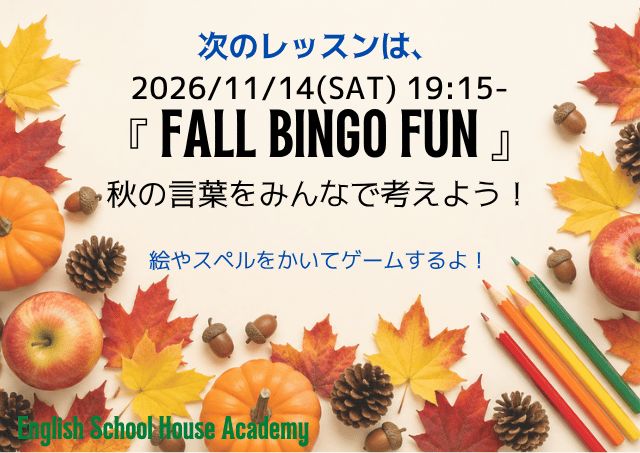 次のレッスンは、
2026/11/14(SAT) 19:15-
『 FALL BINGO FUN 』
秋の言葉をみんなで考えよう！
絵やスペルをかいてゲームするよ！
English School House Academy